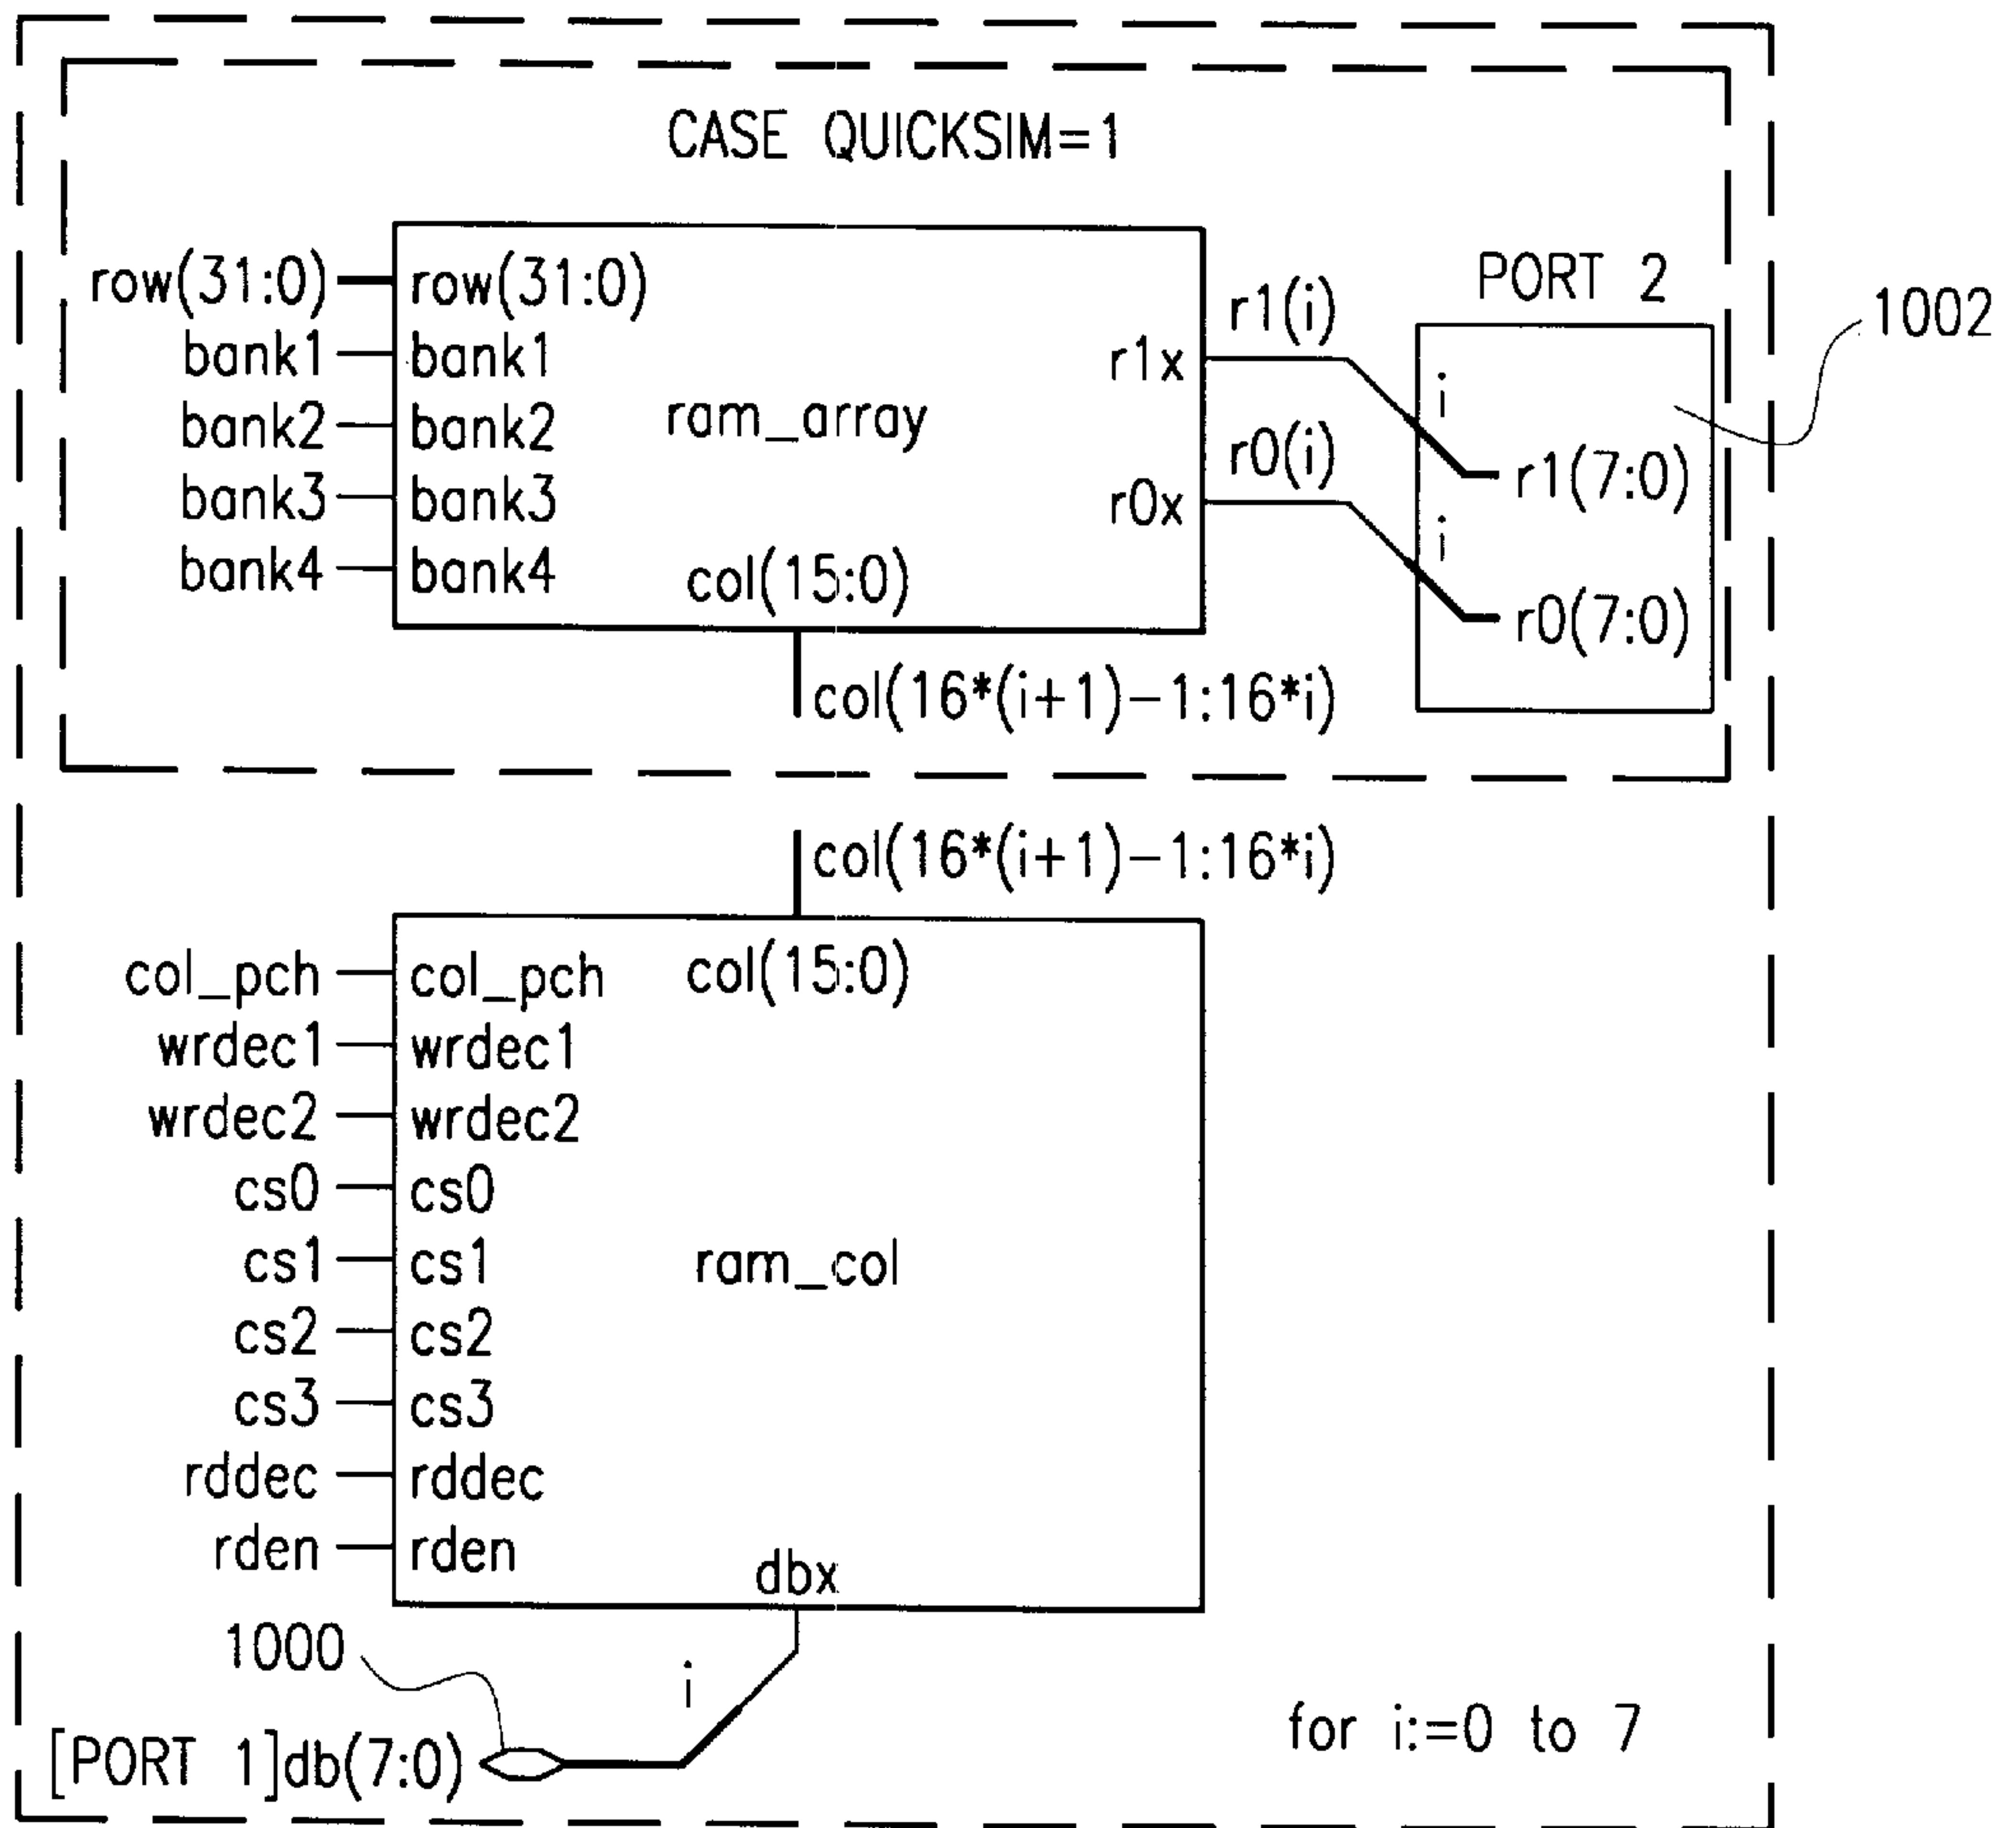 CASE QUICKSIM=1
row(31:0) row(31:0)
r1(i)
PORT 2
1002
bank1 bank1
r1x
i
bank2 bank2
ram_array
r0(i)
r1(7:0)
bank3 bank3
r0x
i
bank4 bank4
col(15:0)
r0(7:0)
col(16*(i+1)-1:16*i)
col(16*(i+1)-1:16*i)
col_pch col_pch
col(15:0)
wrdec1 wrdec1
wrdec2 wrdec2
cs0 cs0
cs1 cs1
ram_col
cs2 cs2
cs3 cs3
rddec rddec
rden rden
dbx
1000
i
for i:=0 to 7
[PORT 1]db(7:0)